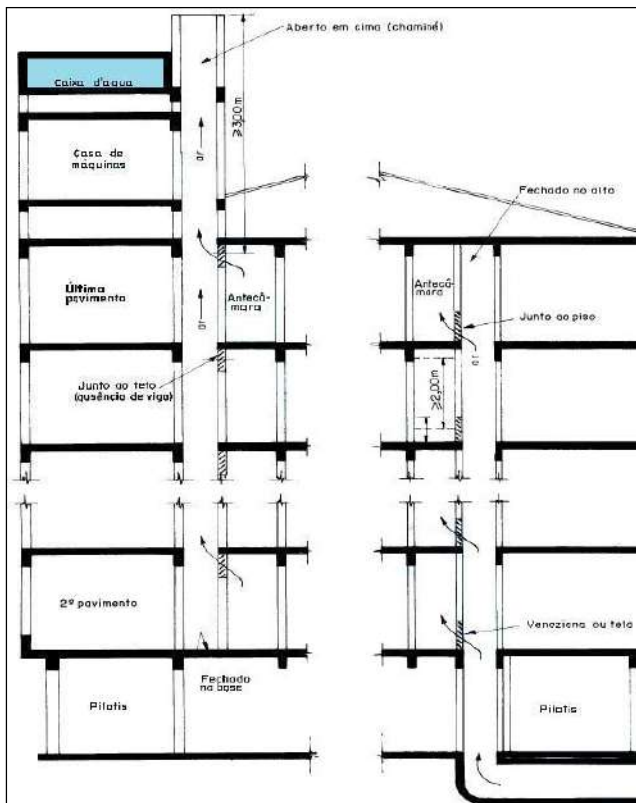 Aberto em cima (chaminé)
Caixa d'agua
≥3,00m
ar
Casa de
máquinas
Fechado no alto
Última
pavimento
ar
Antecâ-
mara
Antecâ-
mara
Junto ao piso
ar
Junto ao teto
(ausência de viga)
≥2,00m
2º pavimento
Veneziana ou tela
Fechado
na base
Pilotis
Pilotis